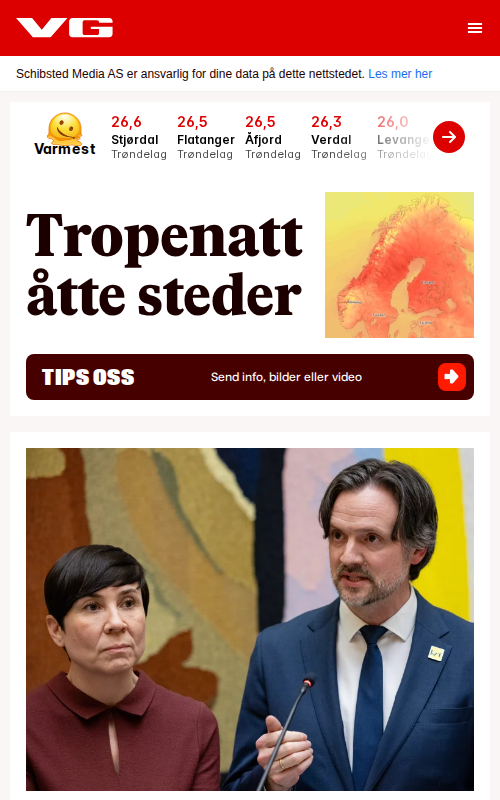 VG
Schibsted Media AS er ansvarlig for dine data på dette nettstedet. Les mer her
Varmest
26,6
Stjørdal
Trøndelag
26,5
Flatanger
Trøndelag
26,5
Åfjord
Trøndelag
26,3
Verdal
Trøndelag
26,0
Levange
Trøndelag
Tropenatt
åtte steder
TIPS OSS
Send info, bilder eller video